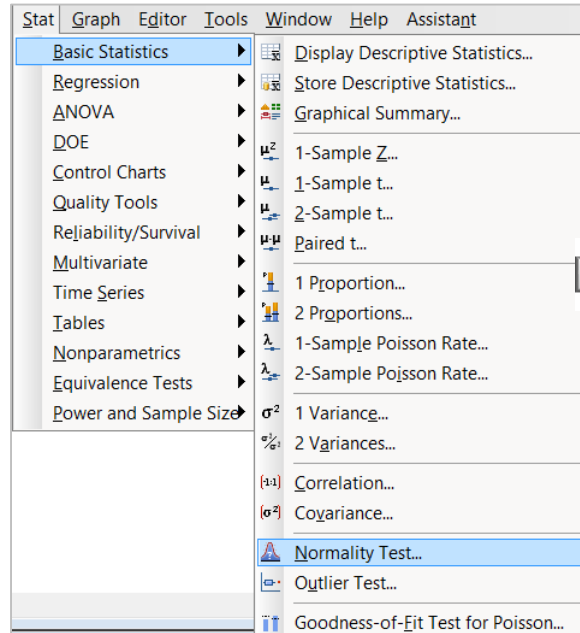 Stat Graph Editor Tools Window Help Assistant
Basic Statistics
Regression
ANOVA
DOE
Control Charts
Quality Tools
Reliability/Survival
Multivariate
Time Series
Tables
Nonparametrics
Equivalence Tests
Power and Sample Size
Display Descriptive Statistics...
Store Descriptive Statistics...
Graphical Summary...
µz 1-Sample Z...
µ 1-Sample t...
µ 2-Sample t...
µ-µ Paired t...
P 1 Proportion...
P 2 Proportions...
λ 1-Sample Poisson Rate...
λ 2-Sample Poisson Rate...
σ² 1 Variance...
2 Variances...
Correlation...
(σ²) Covariance...
Normality Test...
Outlier Test...
Goodness-of-Fit Test for Poisson...